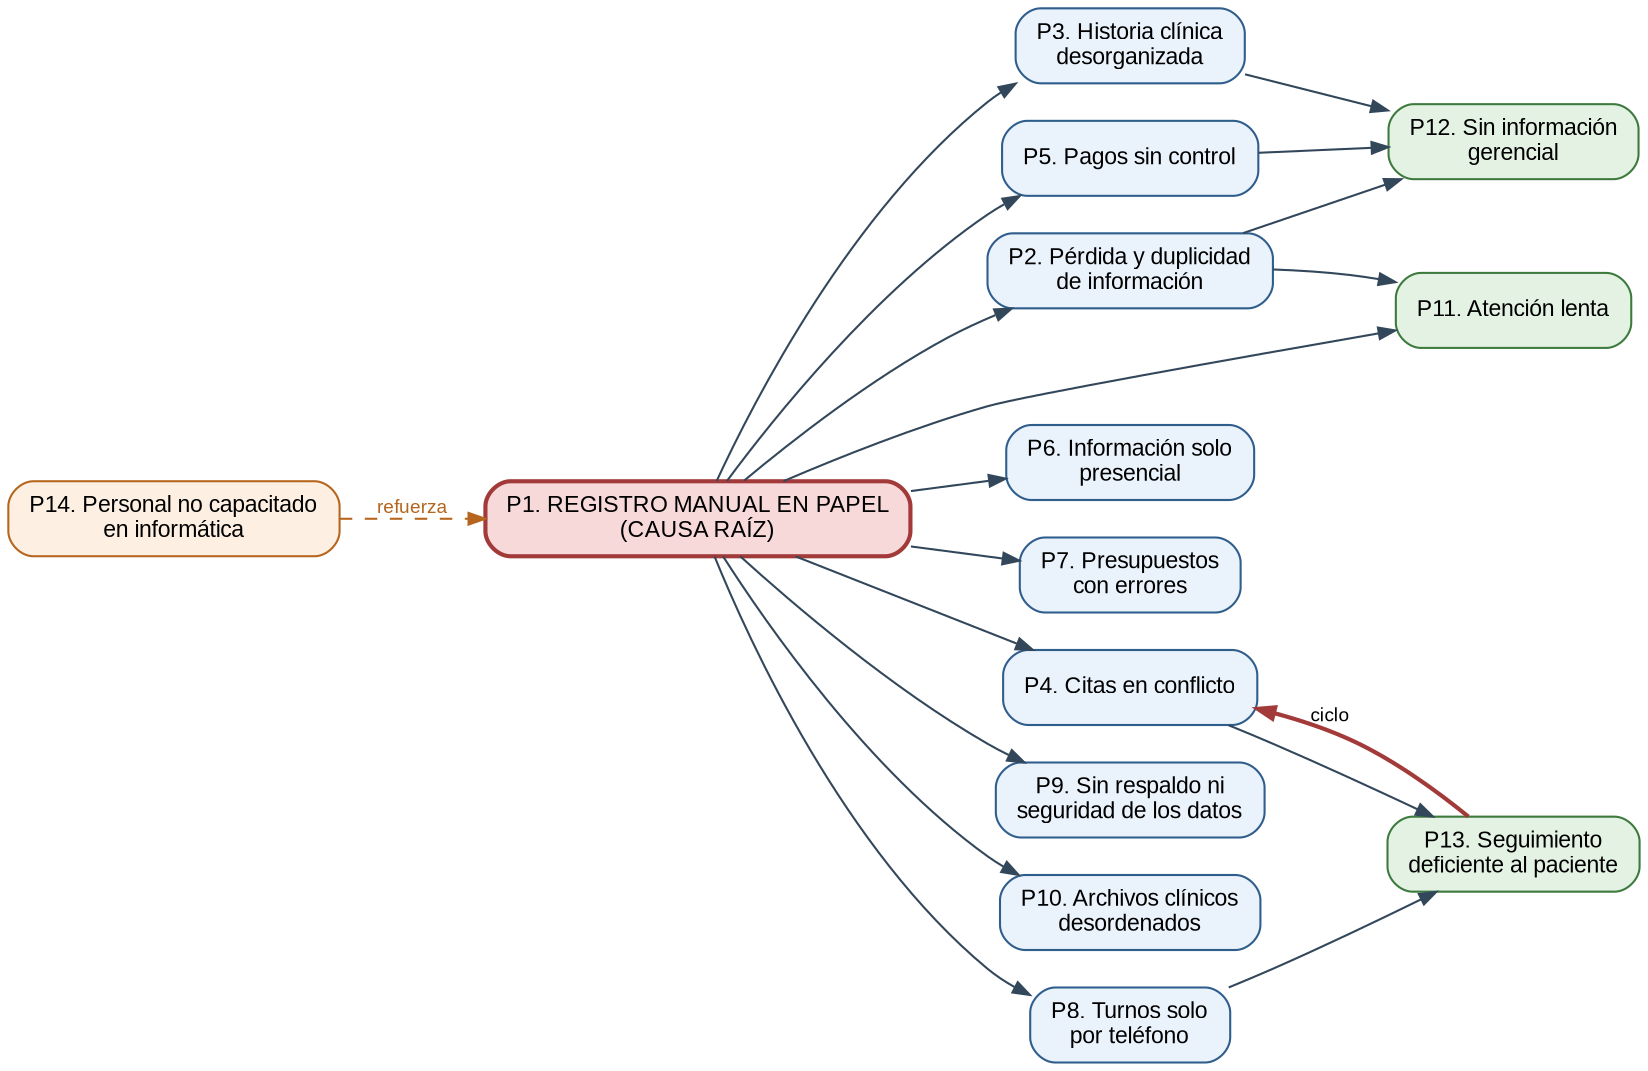 P3. Historia clínica
desorganizada
P12. Sin información
gerencial
P5. Pagos sin control
P2. Pérdida y duplicidad
de información
P11. Atención lenta
P6. Información solo
presencial
P14. Personal no capacitado
en informática
refuerza
P1. REGISTRO MANUAL EN PAPEL
(CAUSA RAÍZ)
P7. Presupuestos
con errores
P4. Citas en conflicto
ciclo
P9. Sin respaldo ni
seguridad de los datos
P13. Seguimiento
deficiente al paciente
P10. Archivos clínicos
desordenados
P8. Turnos solo
por teléfono